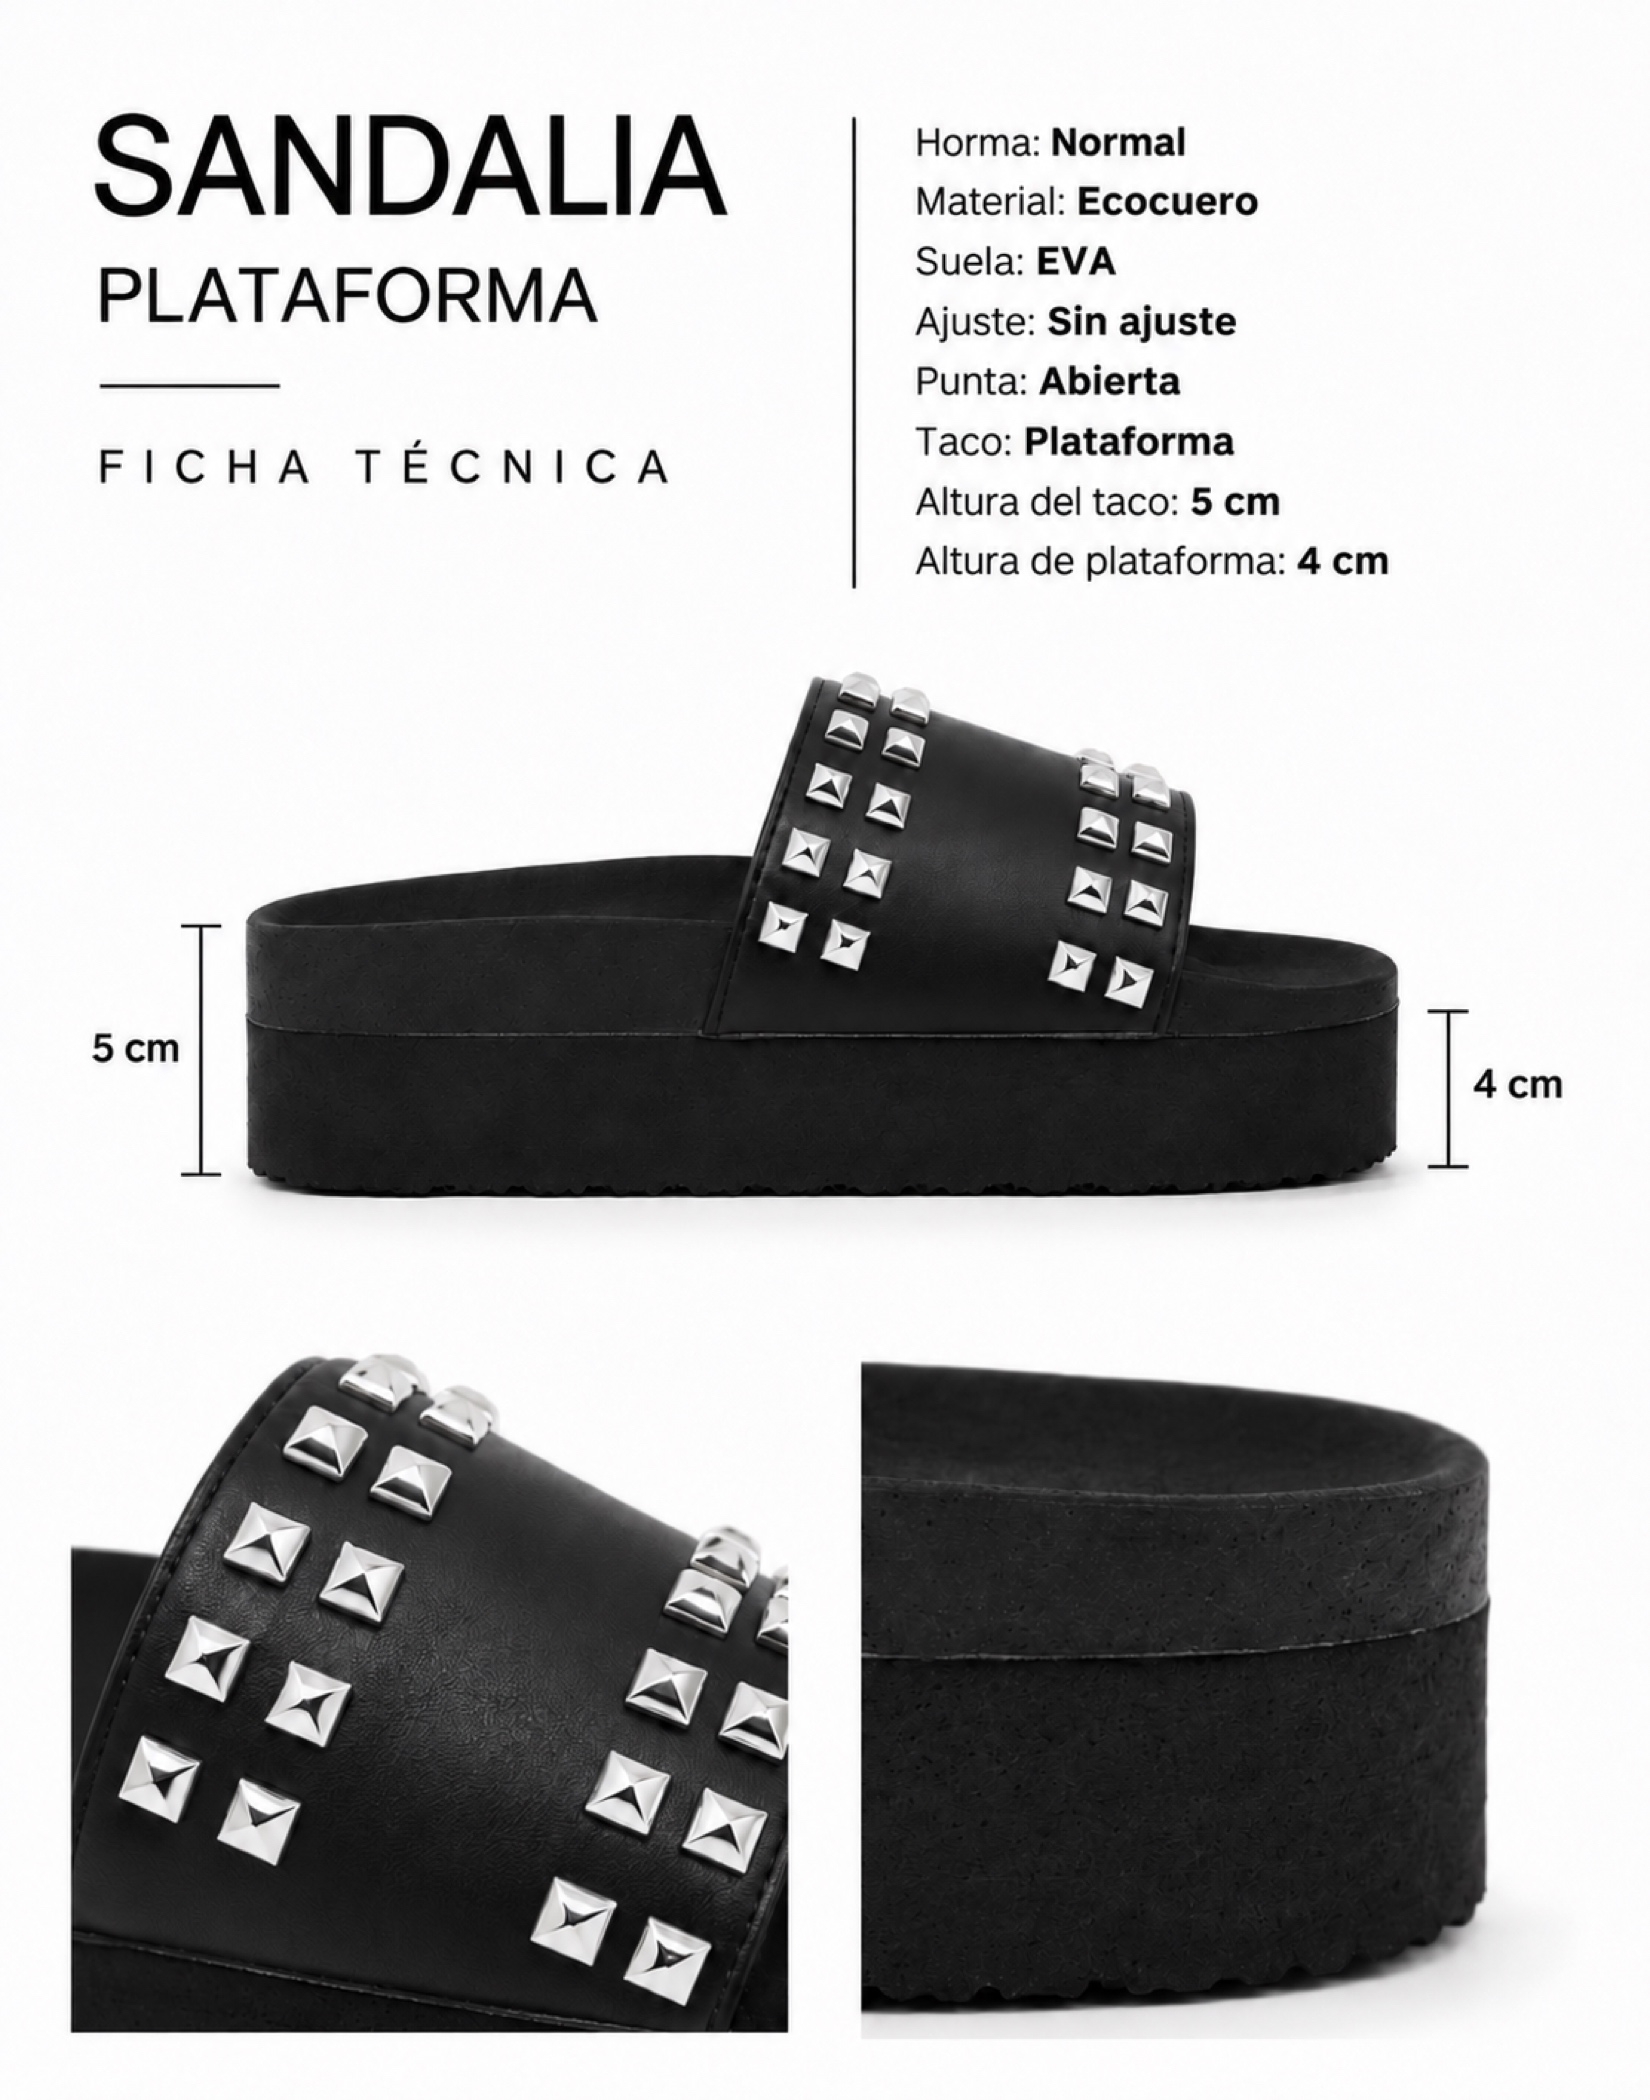 SANDALIA
PLATAFORMA
FICHA TÉCNICA
Horma: Normal
Material: Ecocuero
Suela: EVA
Ajuste: Sin ajuste
Punta: Abierta
Taco: Plataforma
Altura del taco: 5 cm
Altura de plataforma: 4 cm
5 cm
4 cm